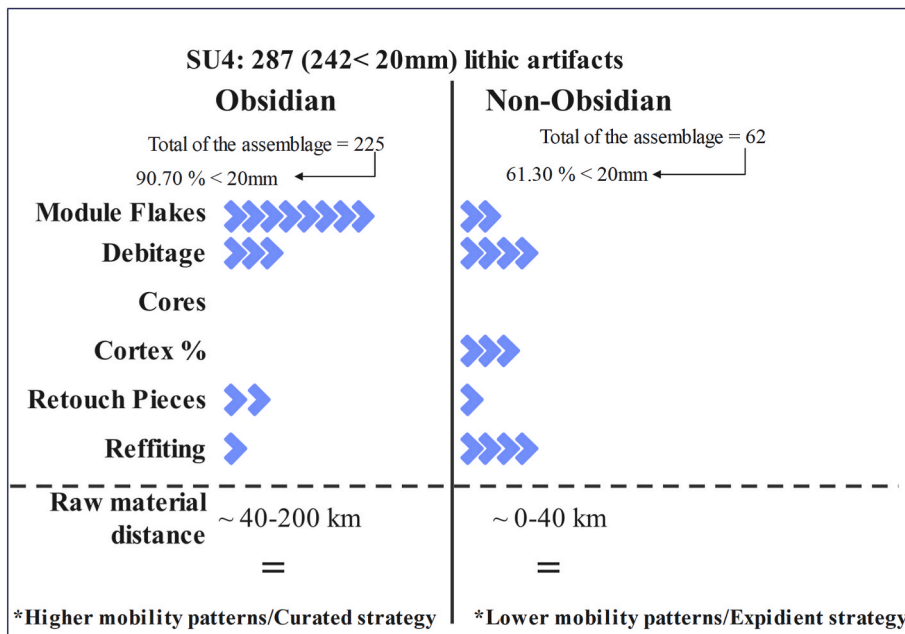 SU4: 287 (242< 20mm) lithic artifacts
Obsidian
Non-Obsidian
Total of the assemblage = 225
Total of the assemblage = 62
90.70 % < 20mm
61.30 % < 20mm
Module Flakes
Debitage
Cores
Cortex %
Retouch Pieces
Reffiting
Raw material
distance
~ 40-200 km
~ 0-40 km
=
=
*Higher mobility patterns/Curated strategy
*Lower mobility patterns/Expidient strategy